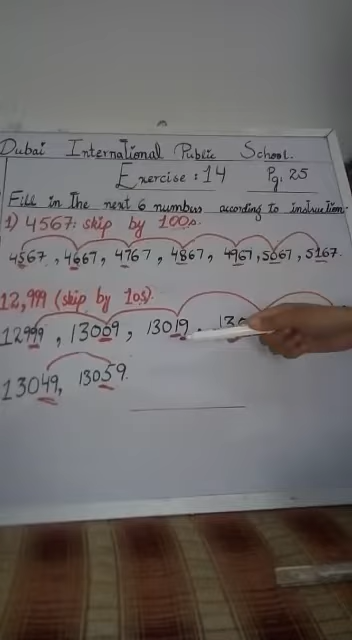 Dubai International Public School.
Exercise : 14 Pg: 25
Fill in the next 6 numbers according to instruction.
1) 4567: skip by 100s.
4567, 4667, 4767, 4867, 4967, 5067, 5167.
12,999 (skip by 10s).
12999, 13009, 13019,
13049, 13059.